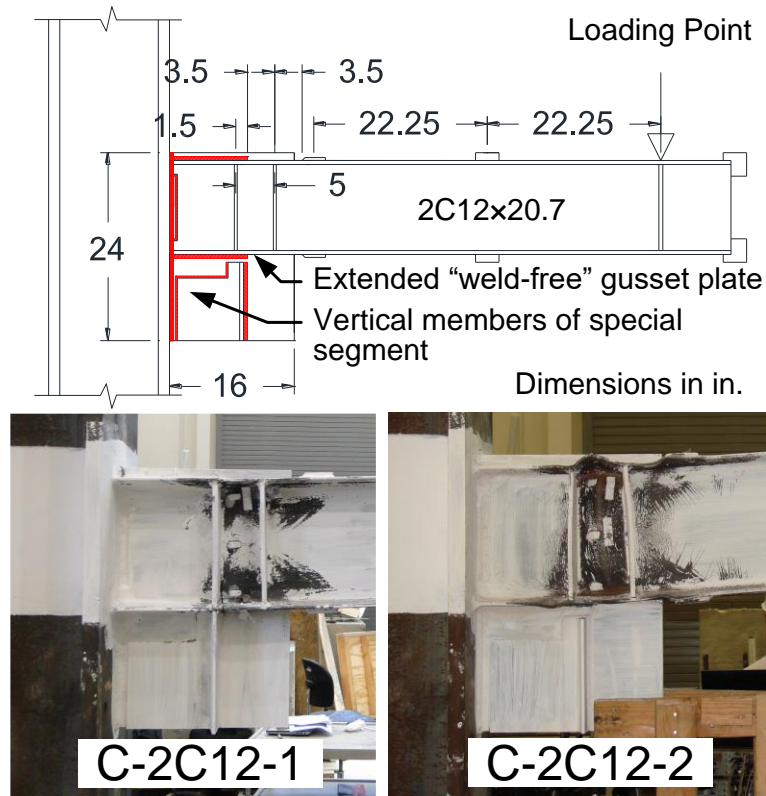 Loading Point
3.5
3.5
1.5
22.25
22.25
5
2C12×20.7
24
Extended “weld-free” gusset plate
Vertical members of special
segment
16
Dimensions in in.
C-2C12-1
C-2C12-2